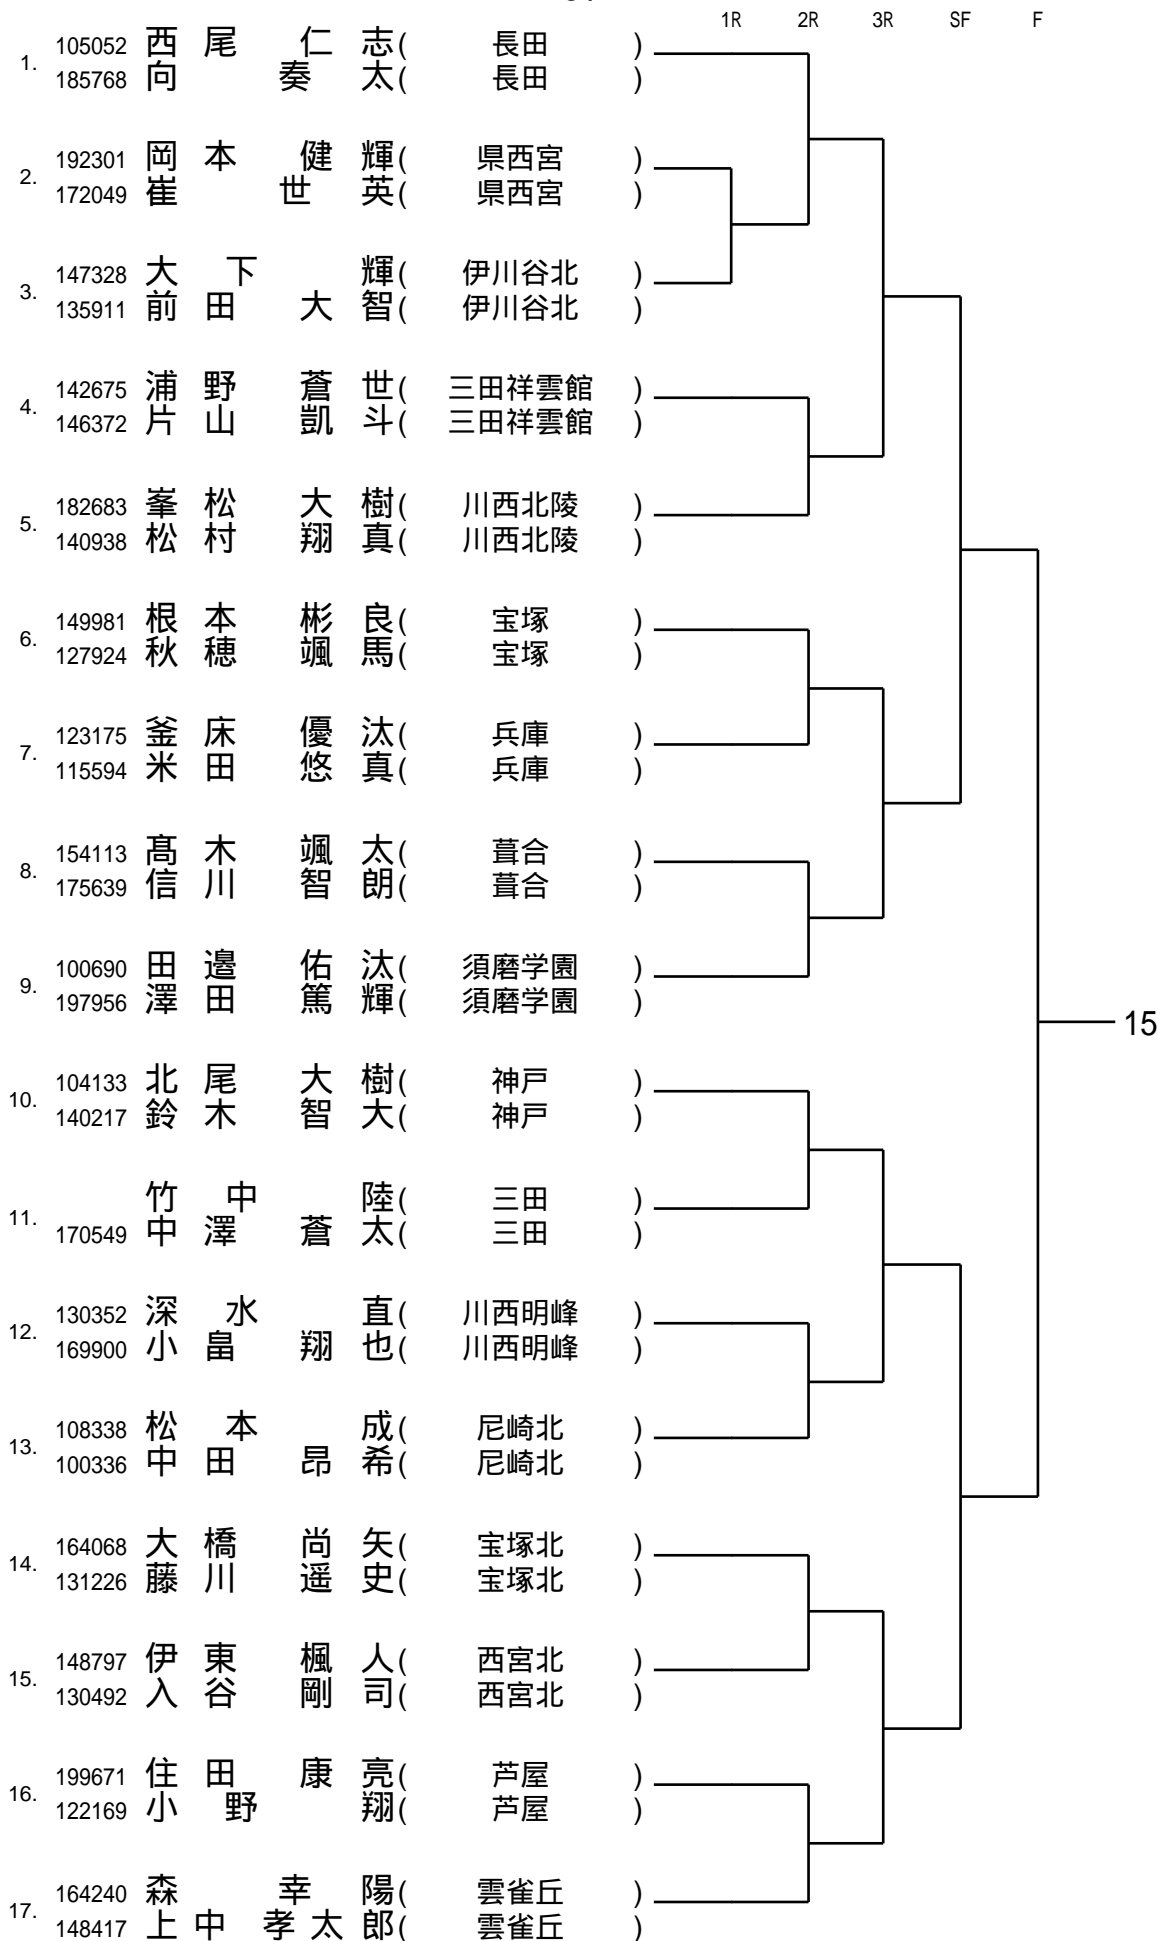 1R 2R 3R SF F
1. 105052 西尾 仁志( 長田 )
185768 向 奏太( 長田 )
2. 192301 岡本 健輝( 県西宮 )
172049 崔 世英( 県西宮 )
3. 147328 大下 輝( 伊川谷北 )
135911 前田 大智( 伊川谷北 )
4. 142675 浦野 蒼世( 三田祥雲館 )
146372 片山 凱斗( 三田祥雲館 )
5. 182683 峯松 大樹( 川西北陵 )
140938 松村 翔真( 川西北陵 )
6. 149981 根本 彬良( 宝塚 )
127924 秋穂 颯馬( 宝塚 )
7. 123175 釜床 優汰( 兵庫 )
115594 米田 悠真( 兵庫 )
8. 154113 髙木 颯太( 葺合 )
175639 信川 智朗( 葺合 )
9. 100690 田邉 佑汰( 須磨学園 )
197956 澤田 篤輝( 須磨学園 )
15
10. 104133 北尾 大樹( 神戸 )
140217 鈴木 智大( 神戸 )
11. 竹中 陸( 三田 )
170549 中澤 蒼太( 三田 )
12. 130352 深水 直( 川西明峰 )
169900 小畠 翔也( 川西明峰 )
13. 108338 松本 成( 尼崎北 )
100336 中田 昂希( 尼崎北 )
14. 164068 大橋 尚矢( 宝塚北 )
131226 藤川 遥史( 宝塚北 )
15. 148797 伊東 楓人( 西宮北 )
130492 入谷 剛司( 西宮北 )
16. 199671 住田 康亮( 芦屋 )
122169 小野 翔( 芦屋 )
17. 164240 森 幸陽( 雲雀丘 )
148417 上中 孝太郎( 雲雀丘 )